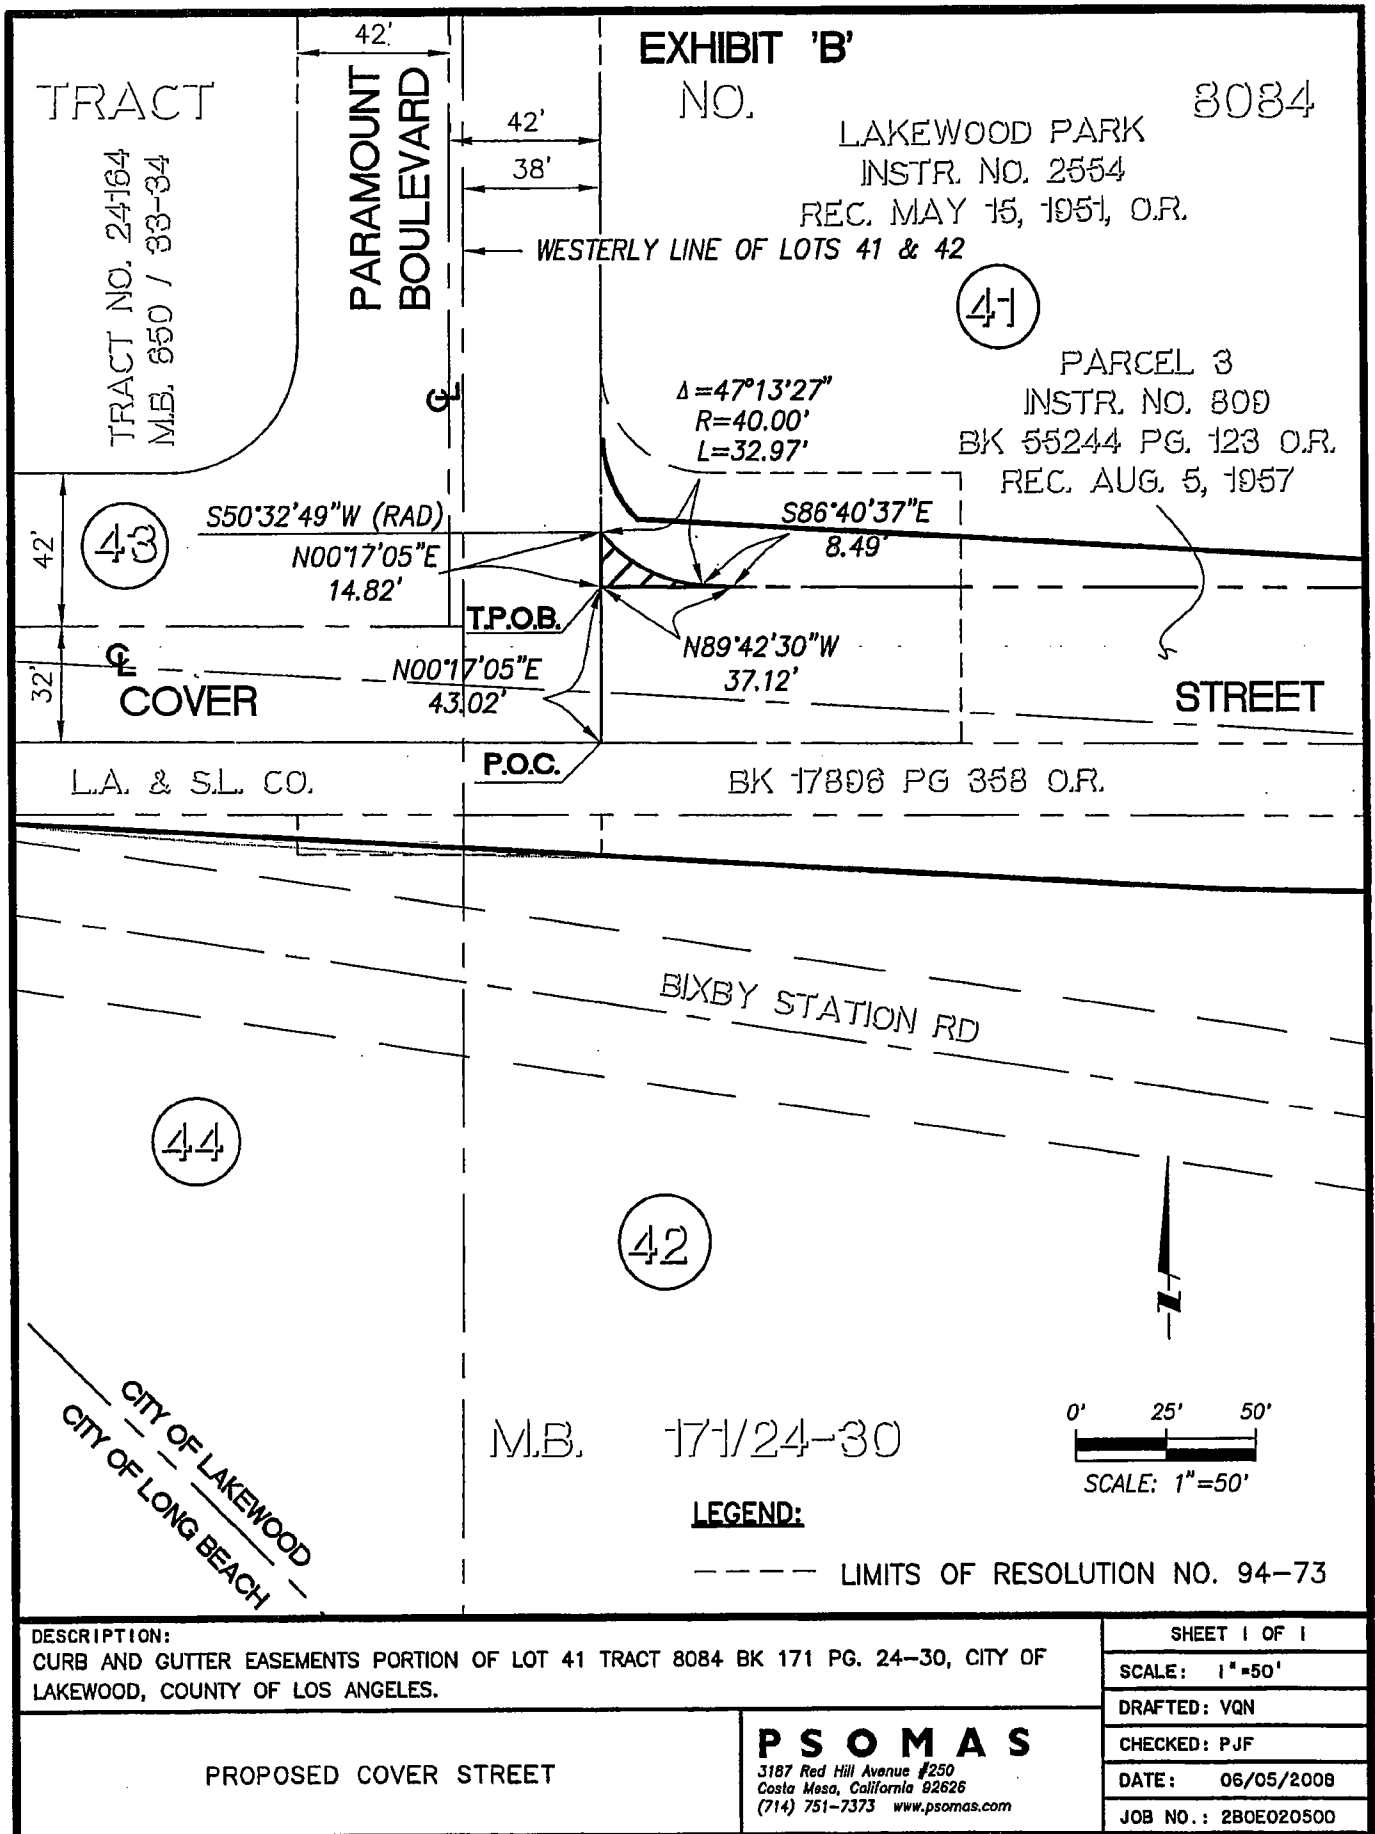 EXHIBIT 'B'
42'
TRACT
NO.
8084
PARAMOUNT
BOULEVARD
42'
38'
LAKEWOOD PARK
INSTR. NO. 2554
REC. MAY 15, 1951, O.R.
TRACT NO. 24164
M.B. 650 / 33-34
WESTERLY LINE OF LOTS 41 & 42
41
PARCEL 3
INSTR. NO. 809
BK 55244 PG. 123 O.R.
REC. AUG. 5, 1957
℄
Δ=47°13'27"
R=40.00'
L=32.97'
43
42'
S50°32'49"W (RAD)
N00°17'05"E
14.82'
S86°40'37"E
8.49'
T.P.O.B.
N89°42'30"W
37.12'
32'
℄
COVER
N00°17'05"E
43.02'
STREET
P.O.C.
L.A. & S.L. CO.
BK 17896 PG 358 O.R.
BIXBY STATION RD
44
42
CITY OF LAKEWOOD
CITY OF LONG BEACH
M.B. 171/24-30
N
0' 25' 50'
SCALE: 1"=50'
LEGEND:
LIMITS OF RESOLUTION NO. 94-73
DESCRIPTION:
CURB AND GUTTER EASEMENTS PORTION OF LOT 41 TRACT 8084 BK 171 PG. 24-30, CITY OF
LAKEWOOD, COUNTY OF LOS ANGELES.
PROPOSED COVER STREET
PSOMAS
3187 Red Hill Avenue #250
Costa Mesa, California 92626
(714) 751-7373 www.psomas.com
SHEET 1 OF 1
SCALE: 1"=50'
DRAFTED: VQN
CHECKED: PJF
DATE: 06/05/2008
JOB NO.: 2BOE020500